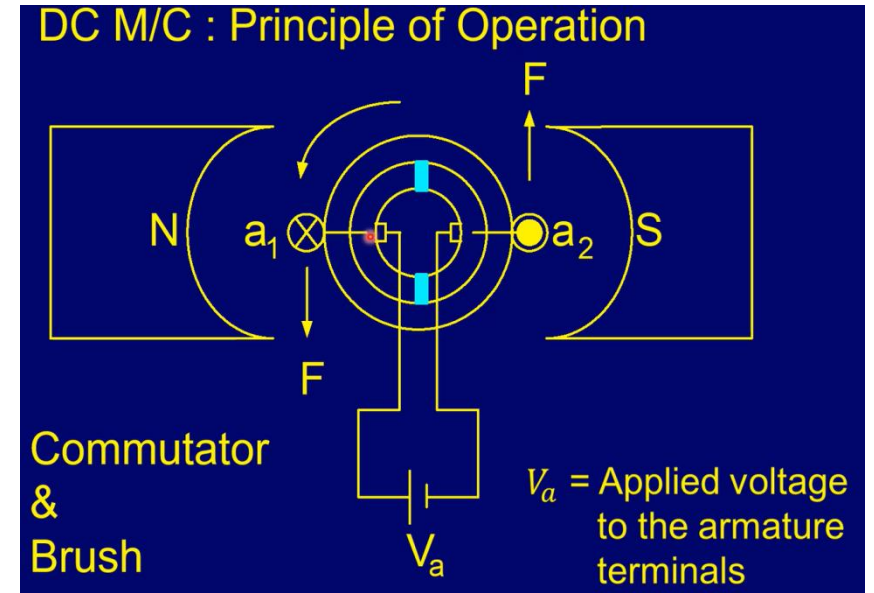 DC M/C : Principle of Operation
F
N
a₁
a₂
S
F
Commutator
&
Brush
Vₐ
𝑉ₐ = Applied voltage
to the armature
terminals